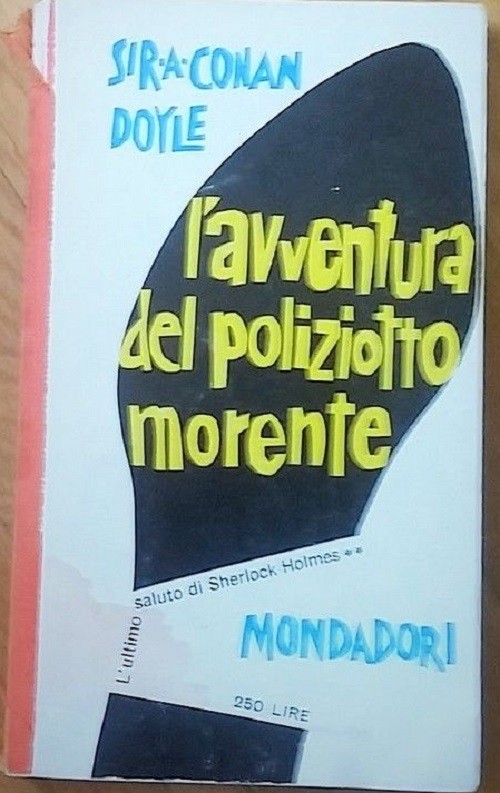 SIR·A·CONAN
DOYLE
l'avventura
del poliziotto
morente
L'ultimo saluto di Sherlock Holmes **
MONDADORI
250 LIRE